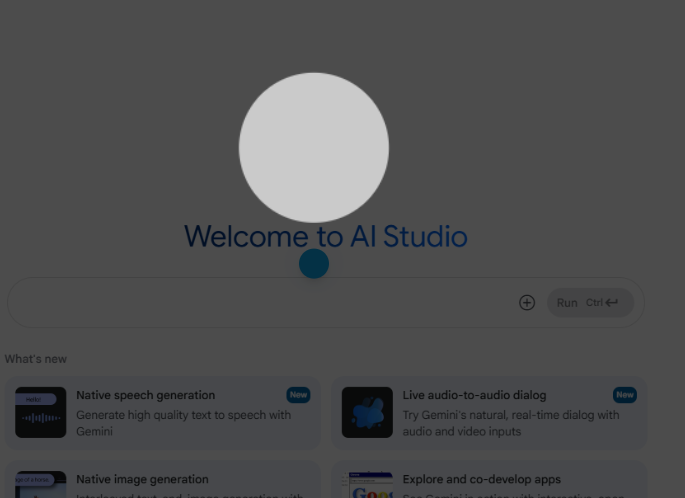 Welcome to AI Studio
Run Ctrl
What's new
Native speech generation
New
Generate high quality text to speech with
Gemini
Hello
Live audio-to-audio dialog
New
Try Gemini's natural, real-time dialog with
audio and video inputs
Native image generation
Explore and co-develop apps